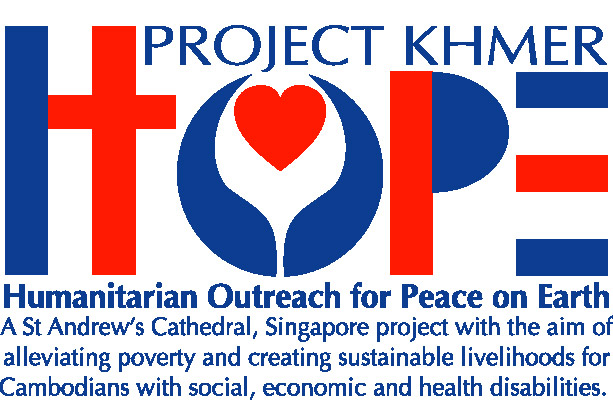 PROJECT KHMER
HOPE
Humanitarian Outreach for Peace on Earth
A St Andrew's Cathedral, Singapore project with the aim of
alleviating poverty and creating sustainable livelihoods for
Cambodians with social, economic and health disabilities.